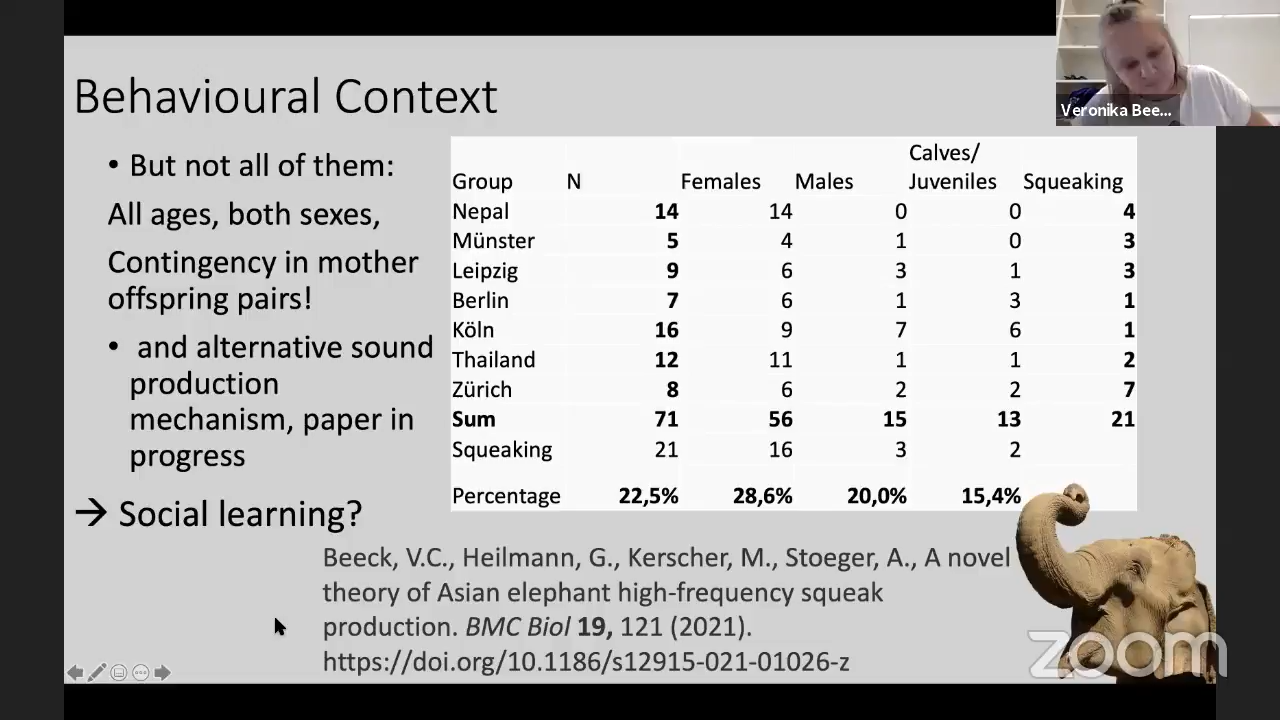 Behavioural Context
Veronika Bee...
• But not all of them:
All ages, both sexes,
Contingency in mother
offspring pairs!
• and alternative sound
production
mechanism, paper in
progress
→ Social learning?
Calves/
Group N Females Males Juveniles Squeaking
Nepal 14 14 0 0 4
Münster 5 4 1 0 3
Leipzig 9 6 3 1 3
Berlin 7 6 1 3 1
Köln 16 9 7 6 1
Thailand 12 11 1 1 2
Zürich 8 6 2 2 7
Sum 71 56 15 13 21
Squeaking 21 16 3 2
Percentage 22,5% 28,6% 20,0% 15,4%
Beeck, V.C., Heilmann, G., Kerscher, M., Stoeger, A., A novel
theory of Asian elephant high-frequency squeak
production. BMC Biol 19, 121 (2021).
https://doi.org/10.1186/s12915-021-01026-z
zoom